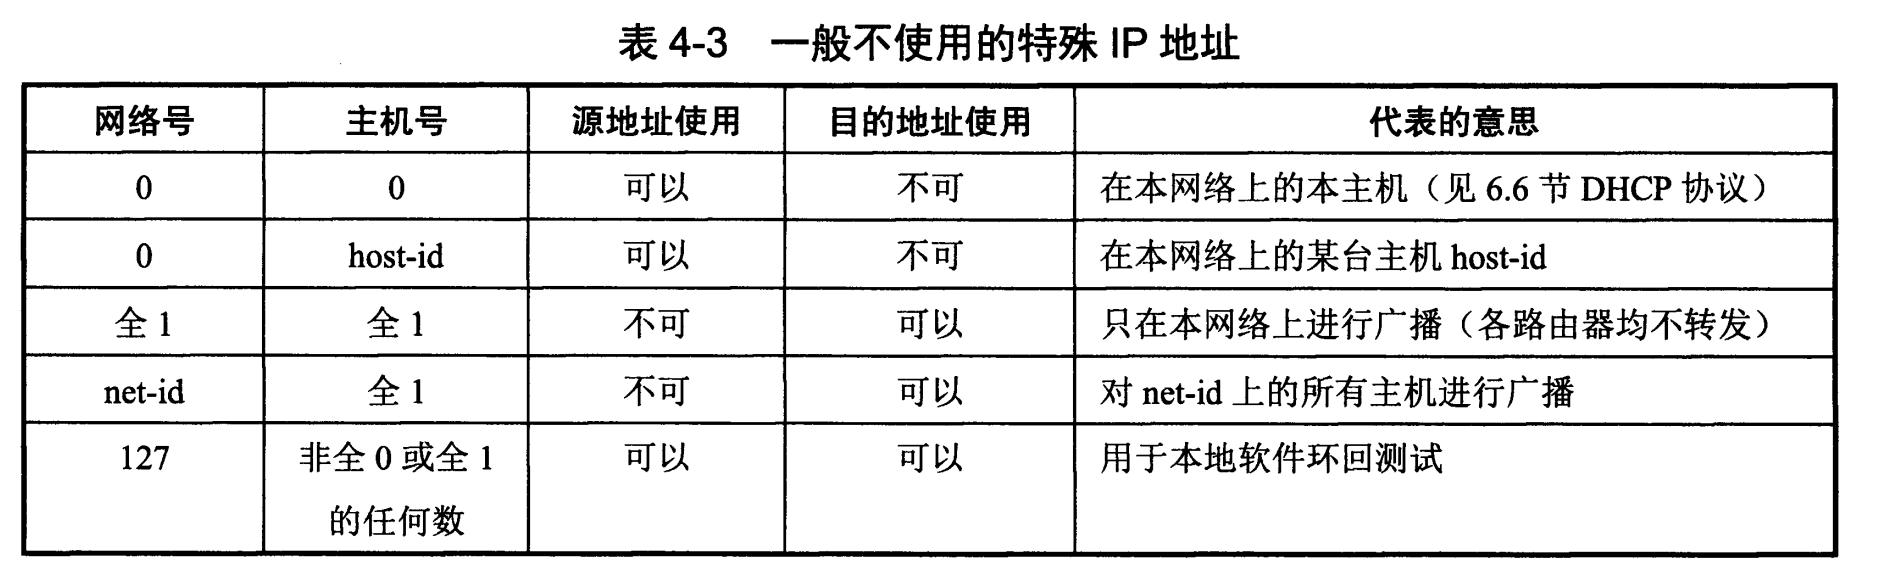 表 4-3 一般不使用的特殊 IP 地址
网络号 主机号 源地址使用 目的地址使用 代表的意思
0 0 可以 不可 在本网络上的本主机（见 6.6 节 DHCP 协议）
0 host-id 可以 不可 在本网络上的某台主机 host-id
全 1 全 1 不可 可以 只在本网络上进行广播（各路由器均不转发）
net-id 全 1 不可 可以 对 net-id 上的所有主机进行广播
127 非全 0 或全 1 可以 可以 用于本地软件环回测试
的任何数